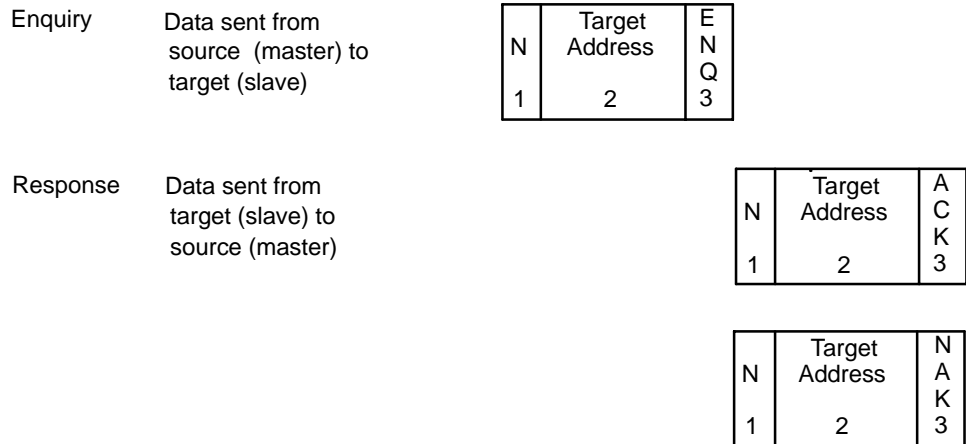 Enquiry
Data sent from
source (master) to
target (slave)
N
1
Target
Address
2
E
N
Q
3
Response
Data sent from
target (slave) to
source (master)
N
1
Target
Address
2
A
C
K
3
N
1
Target
Address
2
N
A
K
3